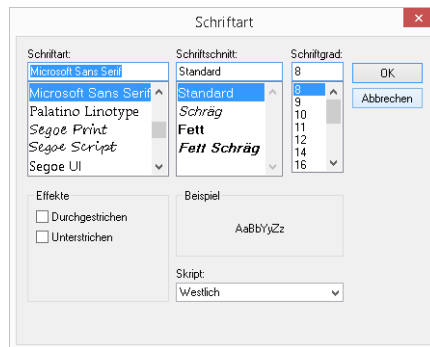 Schriftart
Schriftart: Schriftschnitt: Schriftgrad:
Microsoft Sans Serif Standard 8 OK
Microsoft Sans Serif Standard 8 Abbrechen
Palatino Linotype Schräg 9
Segoe Print Fett 10
Segoe Script Fett Schräg 11
Segoe UI 12
14
16
Effekte Beispiel
Durchgestrichen AaBbYyZz
Unterstrichen
Skript:
Westlich